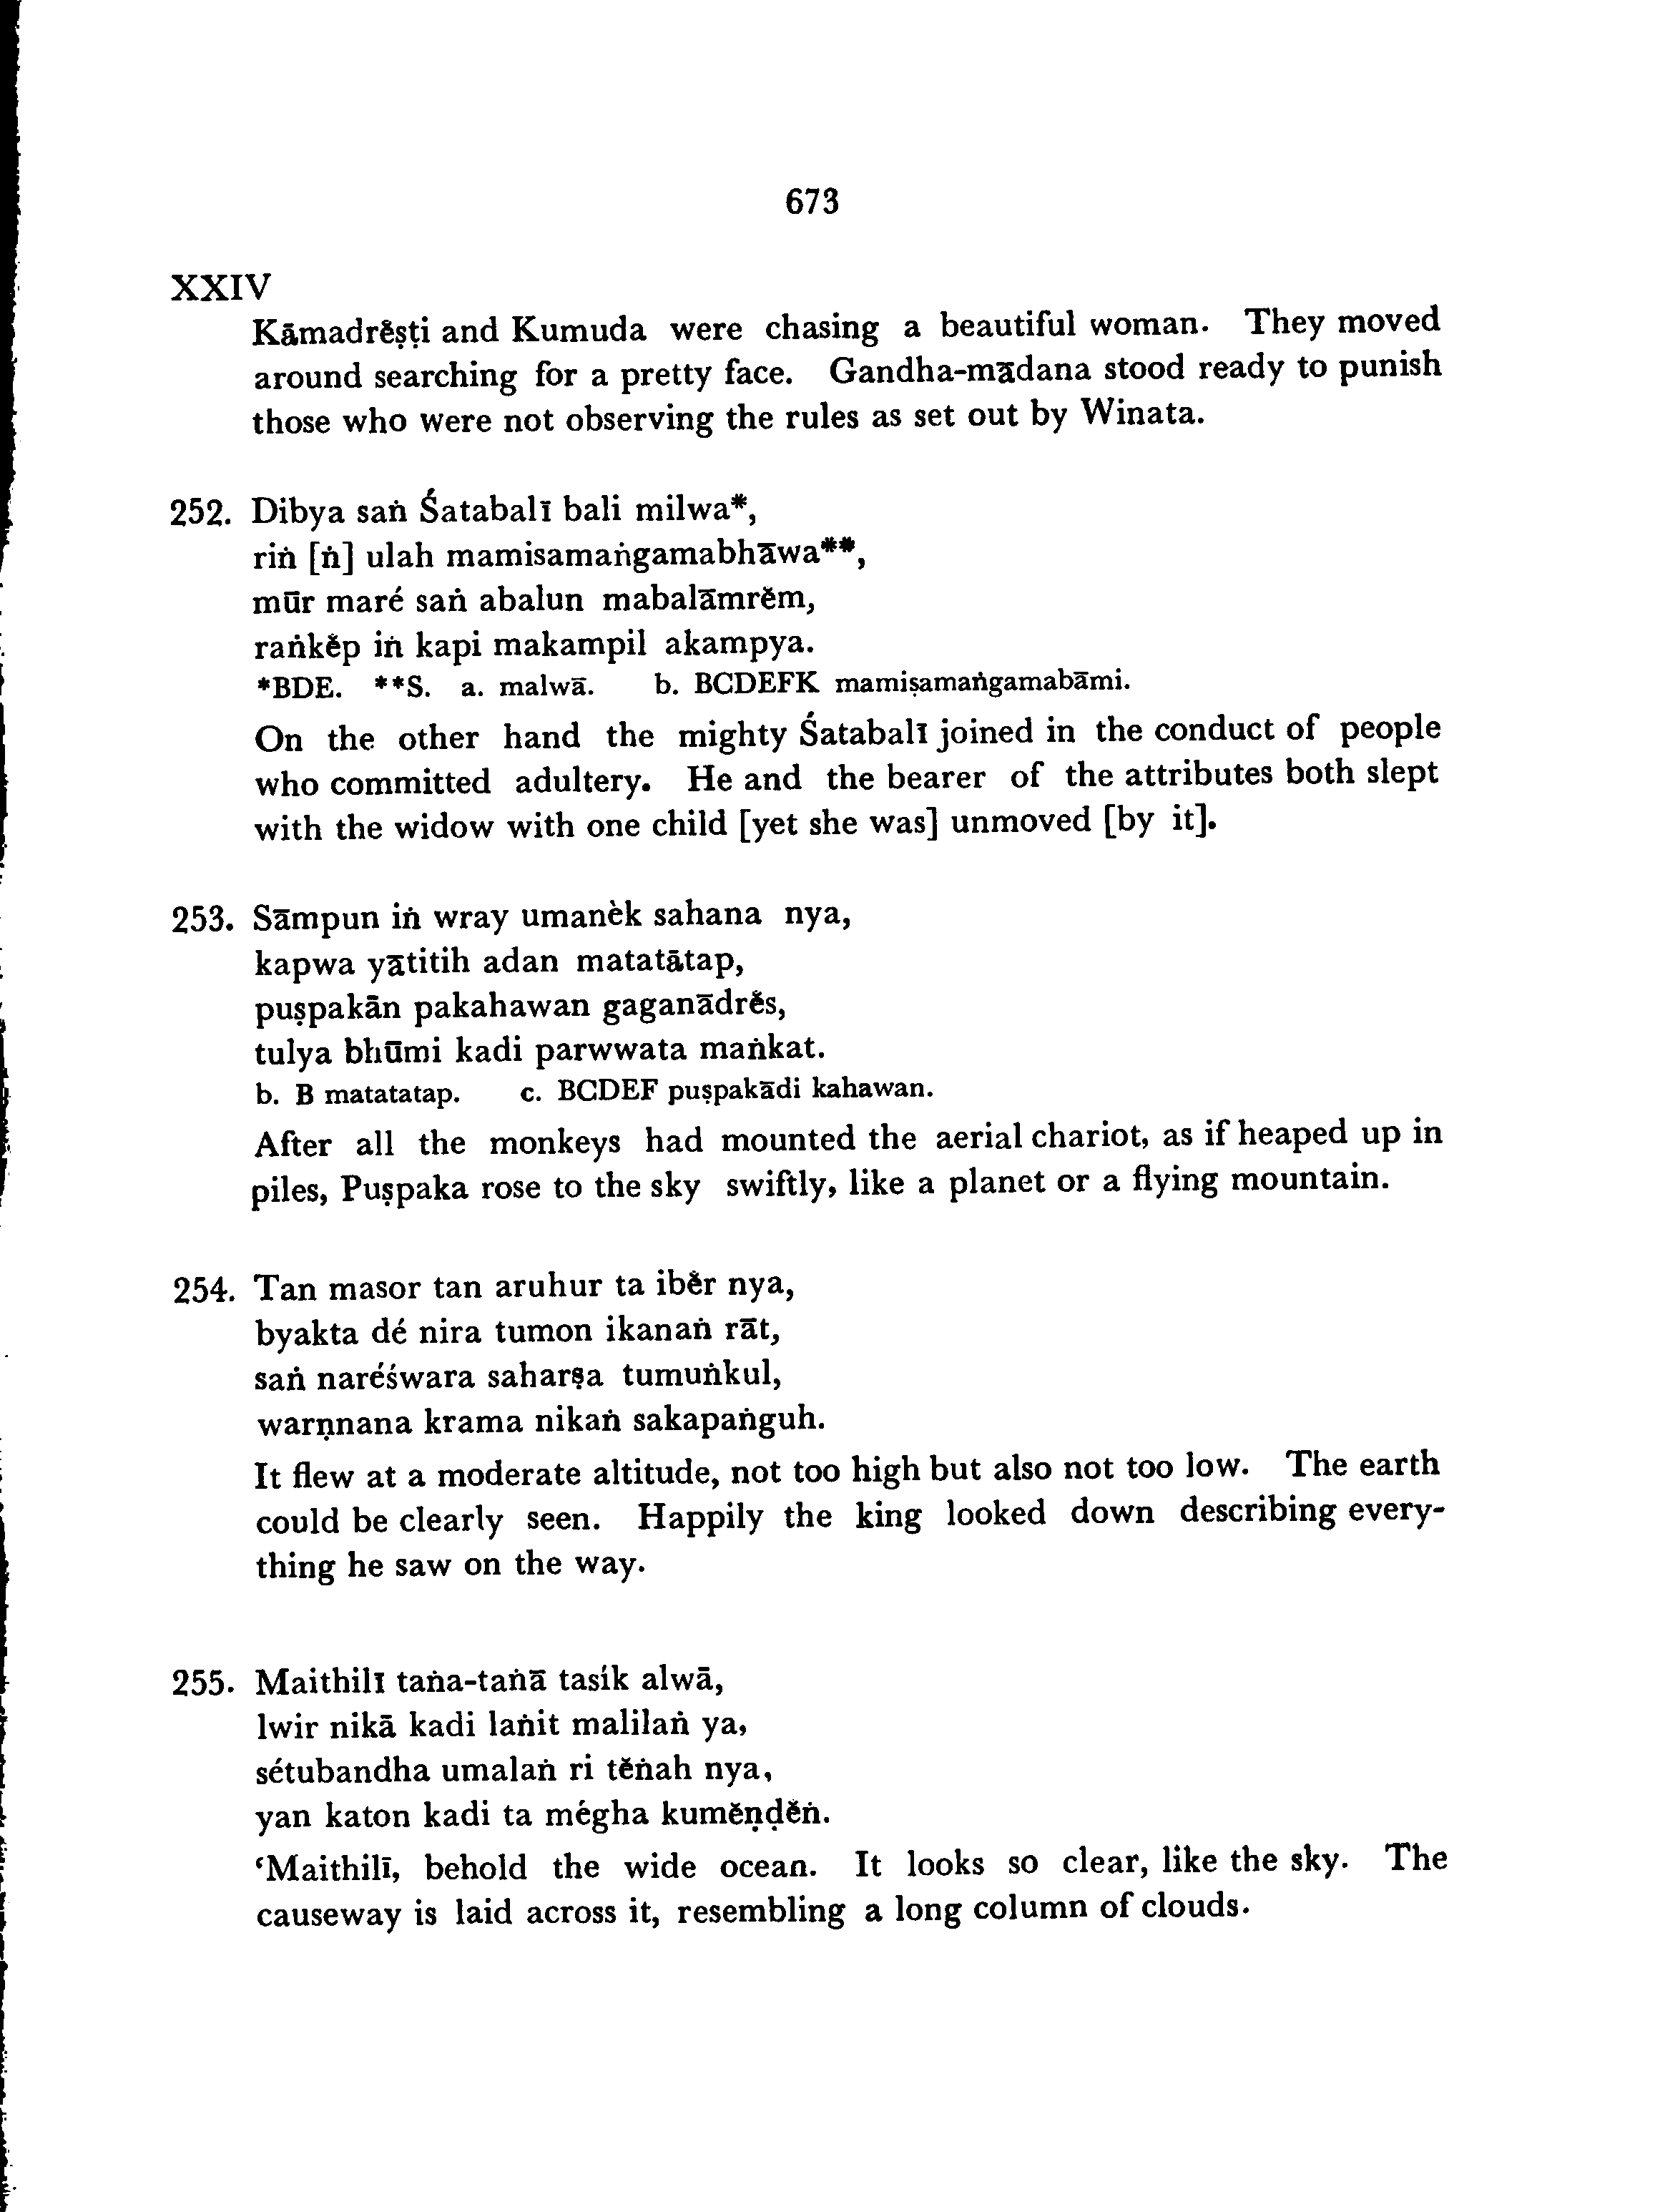 673
XXIV
Kāmadrĕṣṭi and Kumuda were chasing a beautiful woman. They moved
around searching for a pretty face. Gandha-mādana stood ready to punish
those who were not observing the rules as set out by Winata.
252. Dibya saṅ Śatabalī bali milwa*,
riṅ [ṅ] ulah mamisamaṅgamabhāwa**,
mūr maré saṅ abalun mabalāmrĕm,
raṅkĕp iṅ kapi makampil akampya.
*BDE. **S. a. malwā. b. BCDEFK mamiṣamaṅgamabāmi.
On the other hand the mighty Śatabalī joined in the conduct of people
who committed adultery. He and the bearer of the attributes both slept
with the widow with one child [yet she was] unmoved [by it].
253. Sāmpun iṅ wray umanèk sahana nya,
kapwa yātitih adan matatātap,
puṣpakān pakahawan gaganādrĕs,
tulya bhūmi kadi parwwata maṅkat.
b. B matatatap. c. BCDEF puṣpakādi kahawan.
After all the monkeys had mounted the aerial chariot, as if heaped up in
piles, Puṣpaka rose to the sky swiftly, like a planet or a flying mountain.
254. Tan masor tan aruhur ta ibĕr nya,
byakta dé nira tumon ikanaṅ rāt,
saṅ naréśwara saharṣa tumuṅkul,
warṇnana krama nikaṅ sakapaṅguh.
It flew at a moderate altitude, not too high but also not too low. The earth
could be clearly seen. Happily the king looked down describing every-
thing he saw on the way.
255. Maithilī taṅa-taṅā tasik alwā,
lwir nikā kadi laṅit malilaṅ ya,
sétubandha umalaṅ ri tĕṅah nya,
yan katon kadi ta mégha kumĕṇḍĕṅ.
‘Maithilī, behold the wide ocean. It looks so clear, like the sky. The
causeway is laid across it, resembling a long column of clouds.